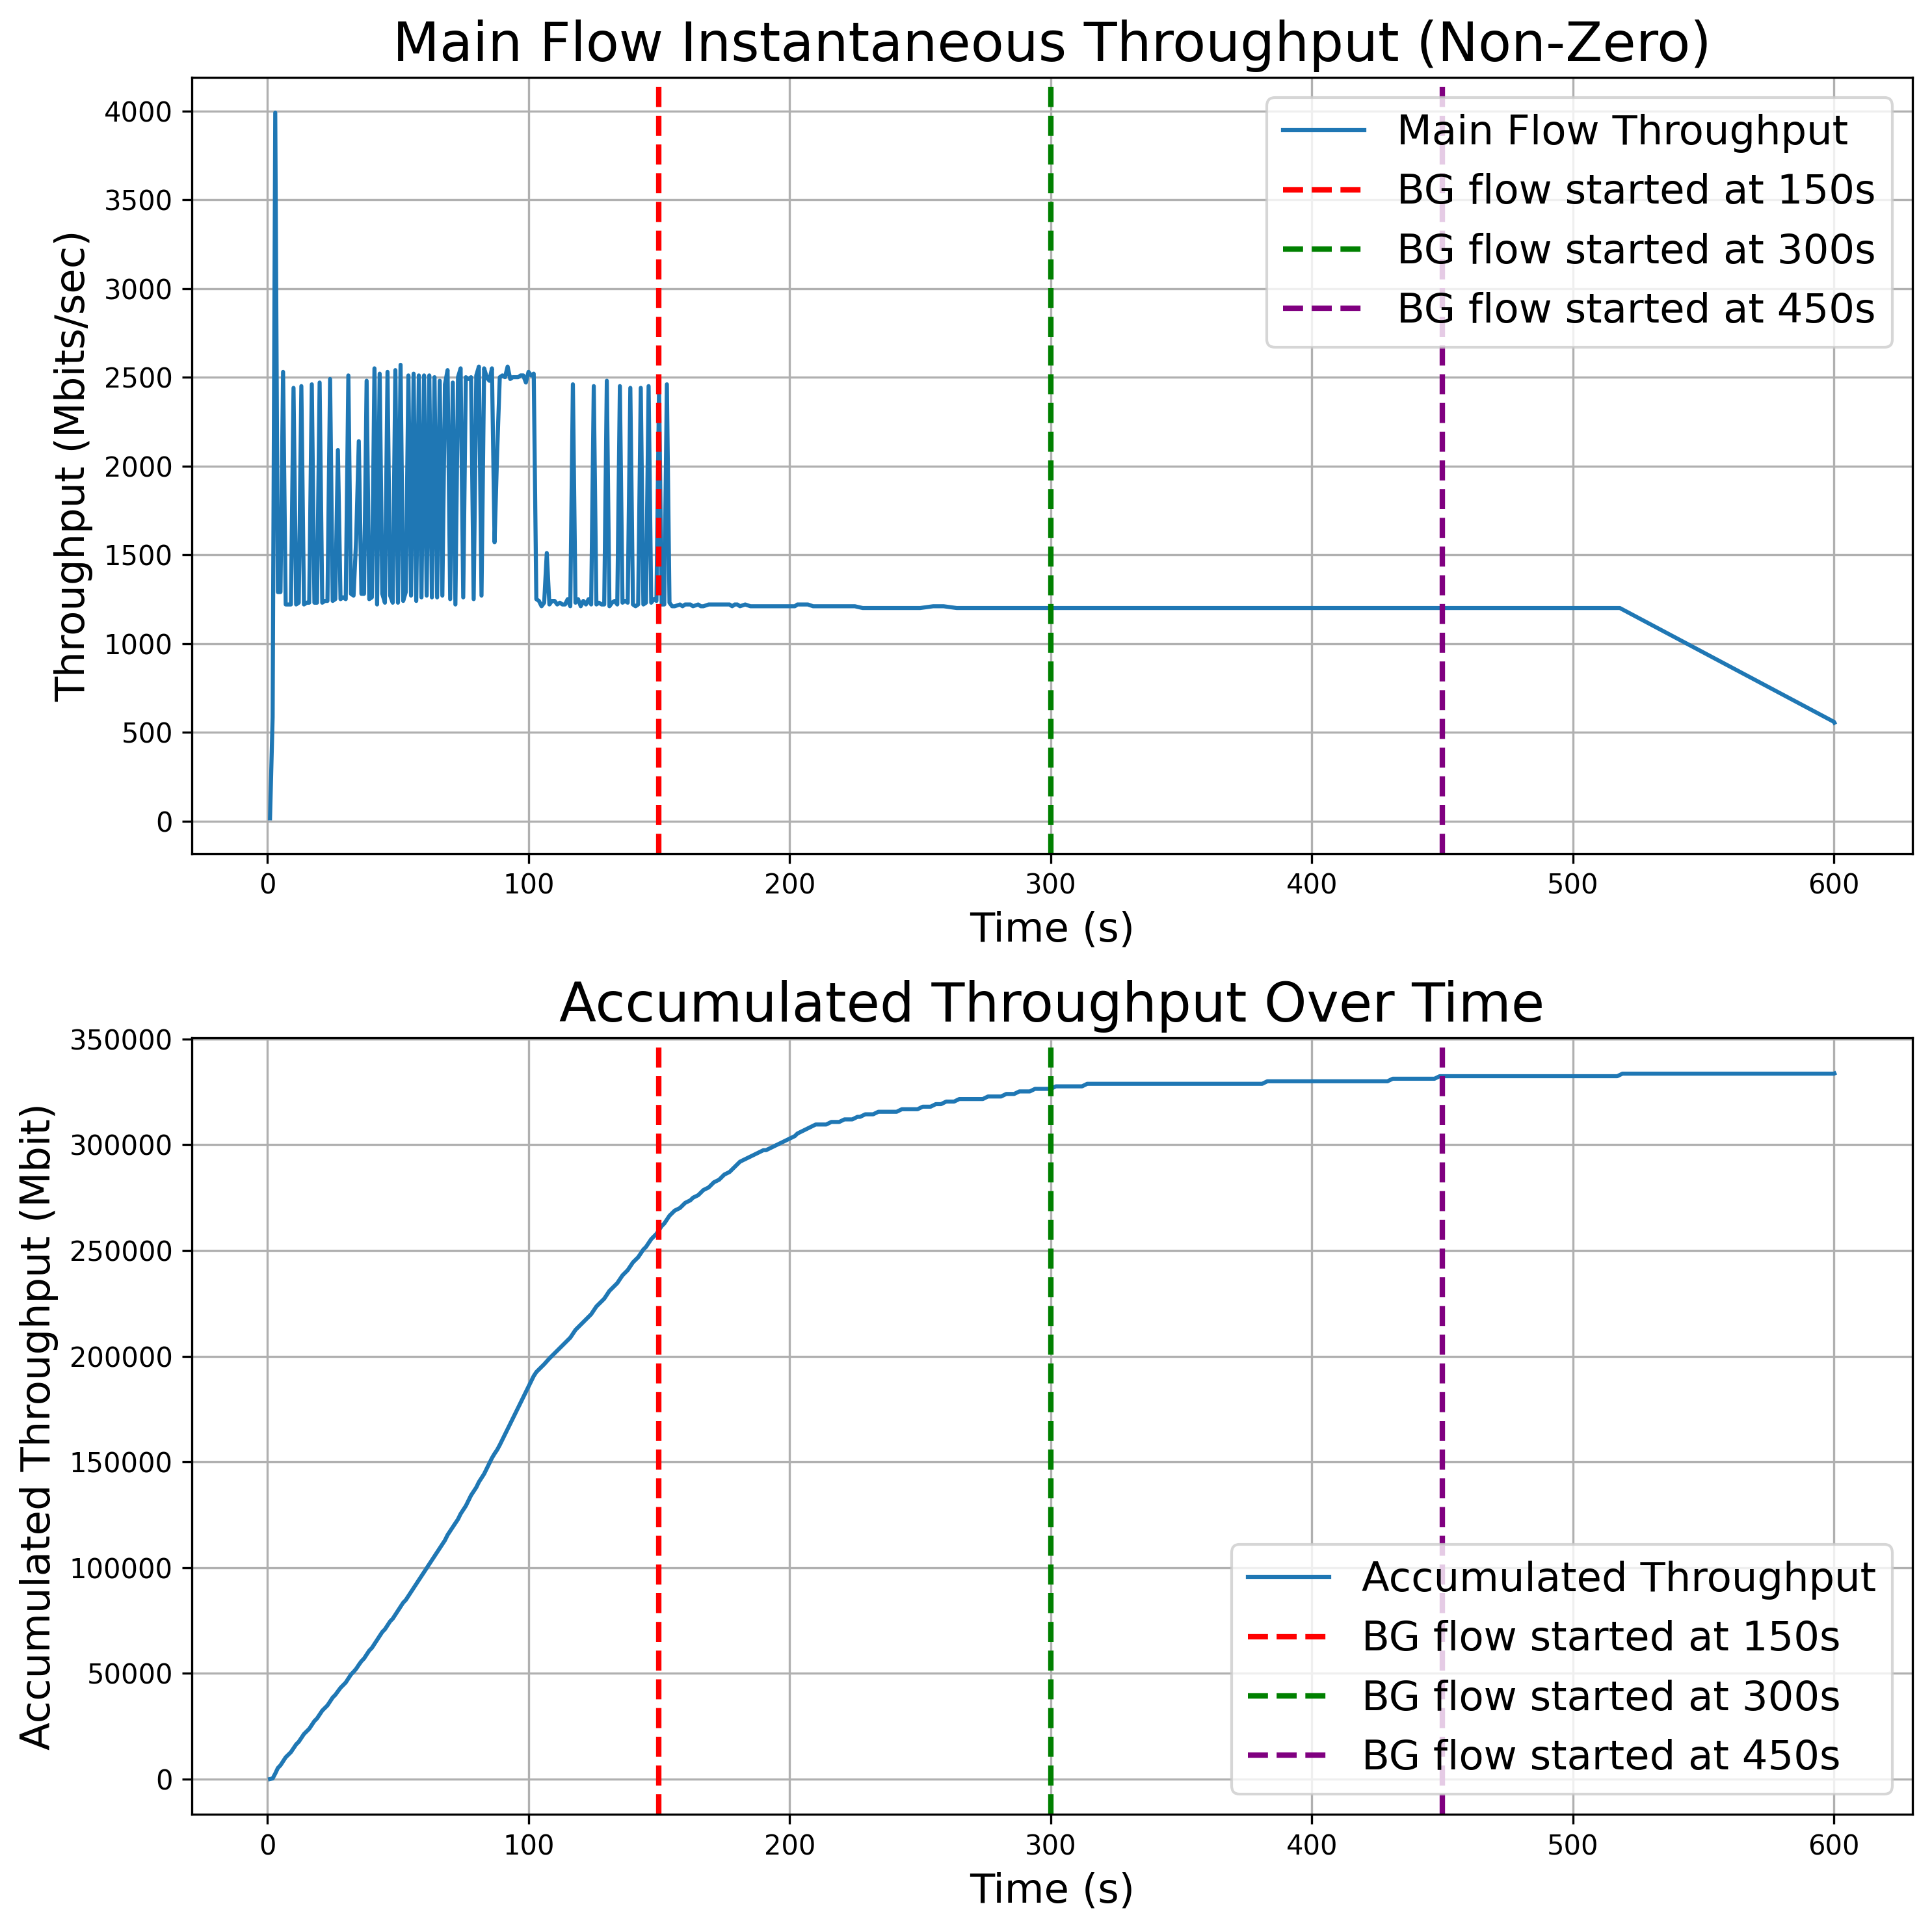 Main Flow Instantaneous Throughput (Non-Zero)
Throughput (Mbits/sec)
4000
3500
3000
2500
2000
1500
1000
500
0
Main Flow Throughput
BG flow started at 150s
BG flow started at 300s
BG flow started at 450s
0 100 200 300 400 500 600
Time (s)
Accumulated Throughput Over Time
Accumulated Throughput (Mbit)
350000
300000
250000
200000
150000
100000
50000
0
Accumulated Throughput
BG flow started at 150s
BG flow started at 300s
BG flow started at 450s
0 100 200 300 400 500 600
Time (s)